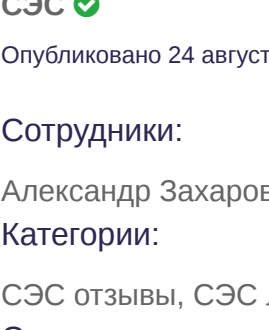 СЭС
Опубликовано 24 август
Сотрудники:
Александр Захаров
Категории:
СЭС отзывы, СЭС